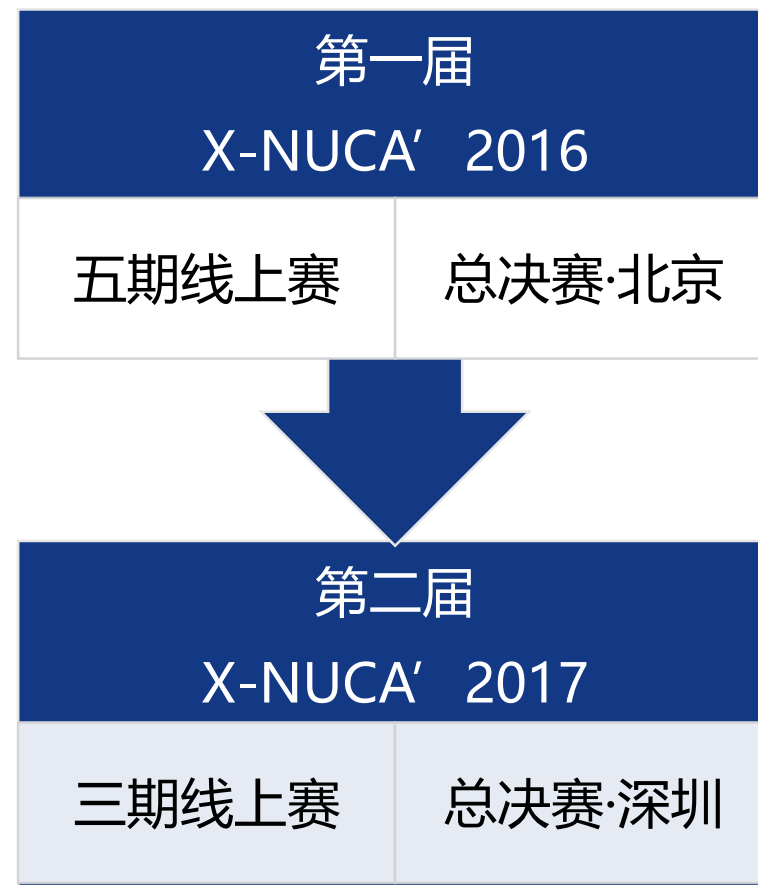 第一届
X-NUCA’ 2016
五期线上赛
总决赛·北京
第二届
X-NUCA’ 2017
三期线上赛
总决赛·深圳